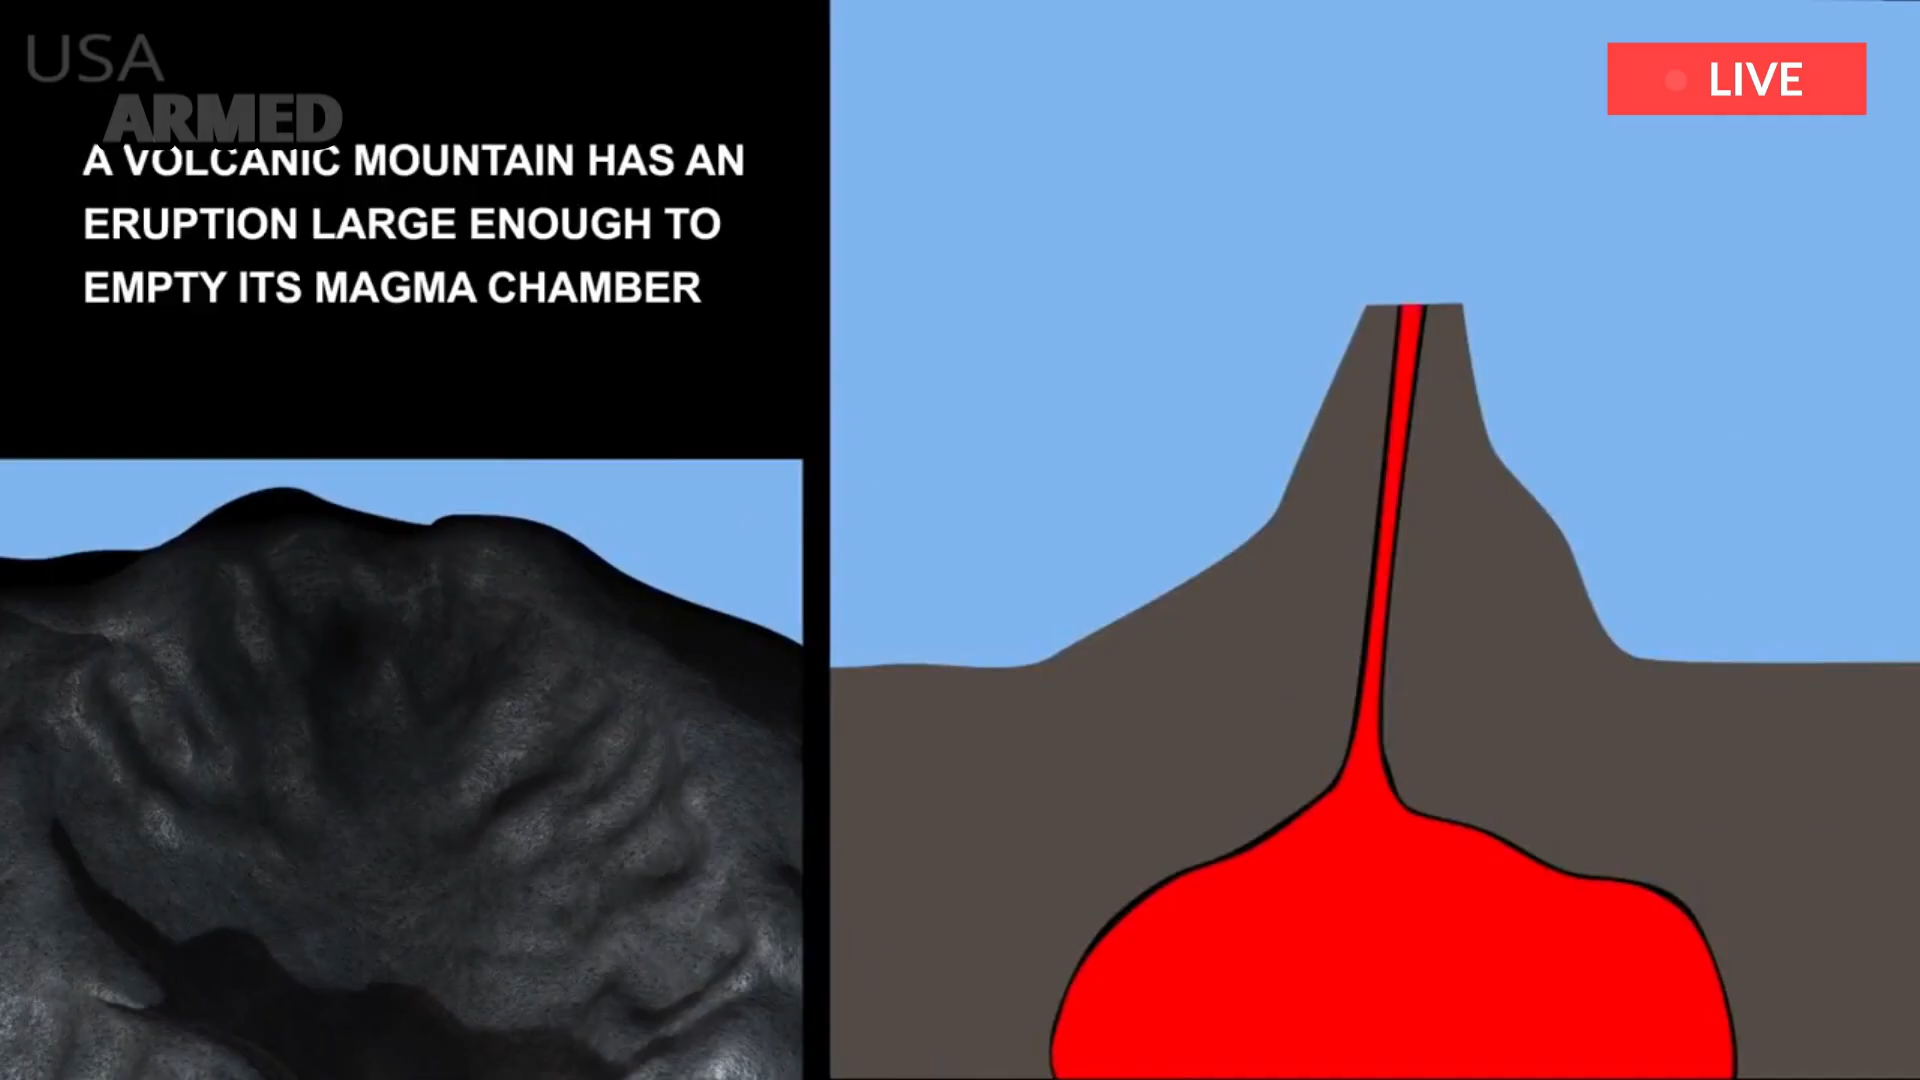 USA
ARMED
LIVE
A VOLCANIC MOUNTAIN HAS AN
ERUPTION LARGE ENOUGH TO
EMPTY ITS MAGMA CHAMBER